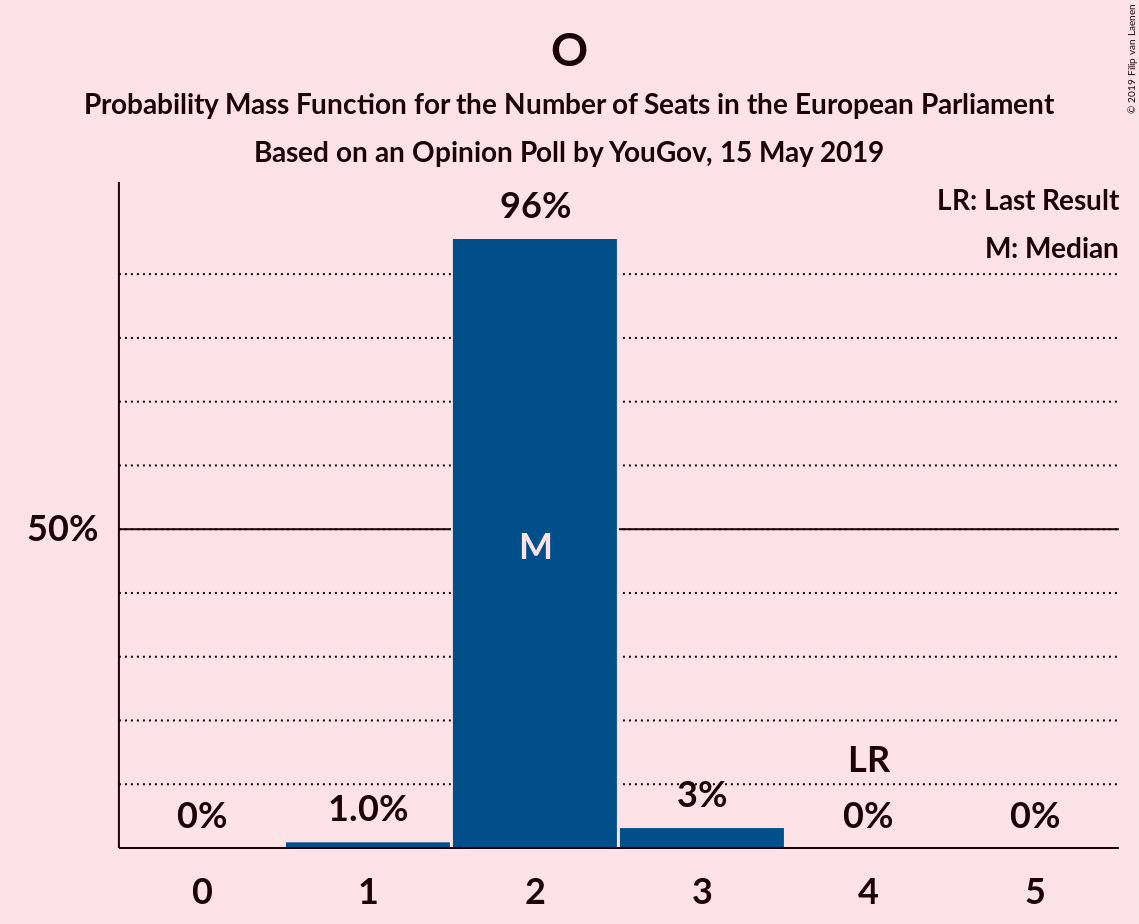 O
Probability Mass Function for the Number of Seats in the European Parliament
Based on an Opinion Poll by YouGov, 15 May 2019
© 2019 Filip van Laenen
LR: Last Result
M: Median
96%
50%
M
LR
0%
1.0%
3%
0%
0%
0 1 2 3 4 5